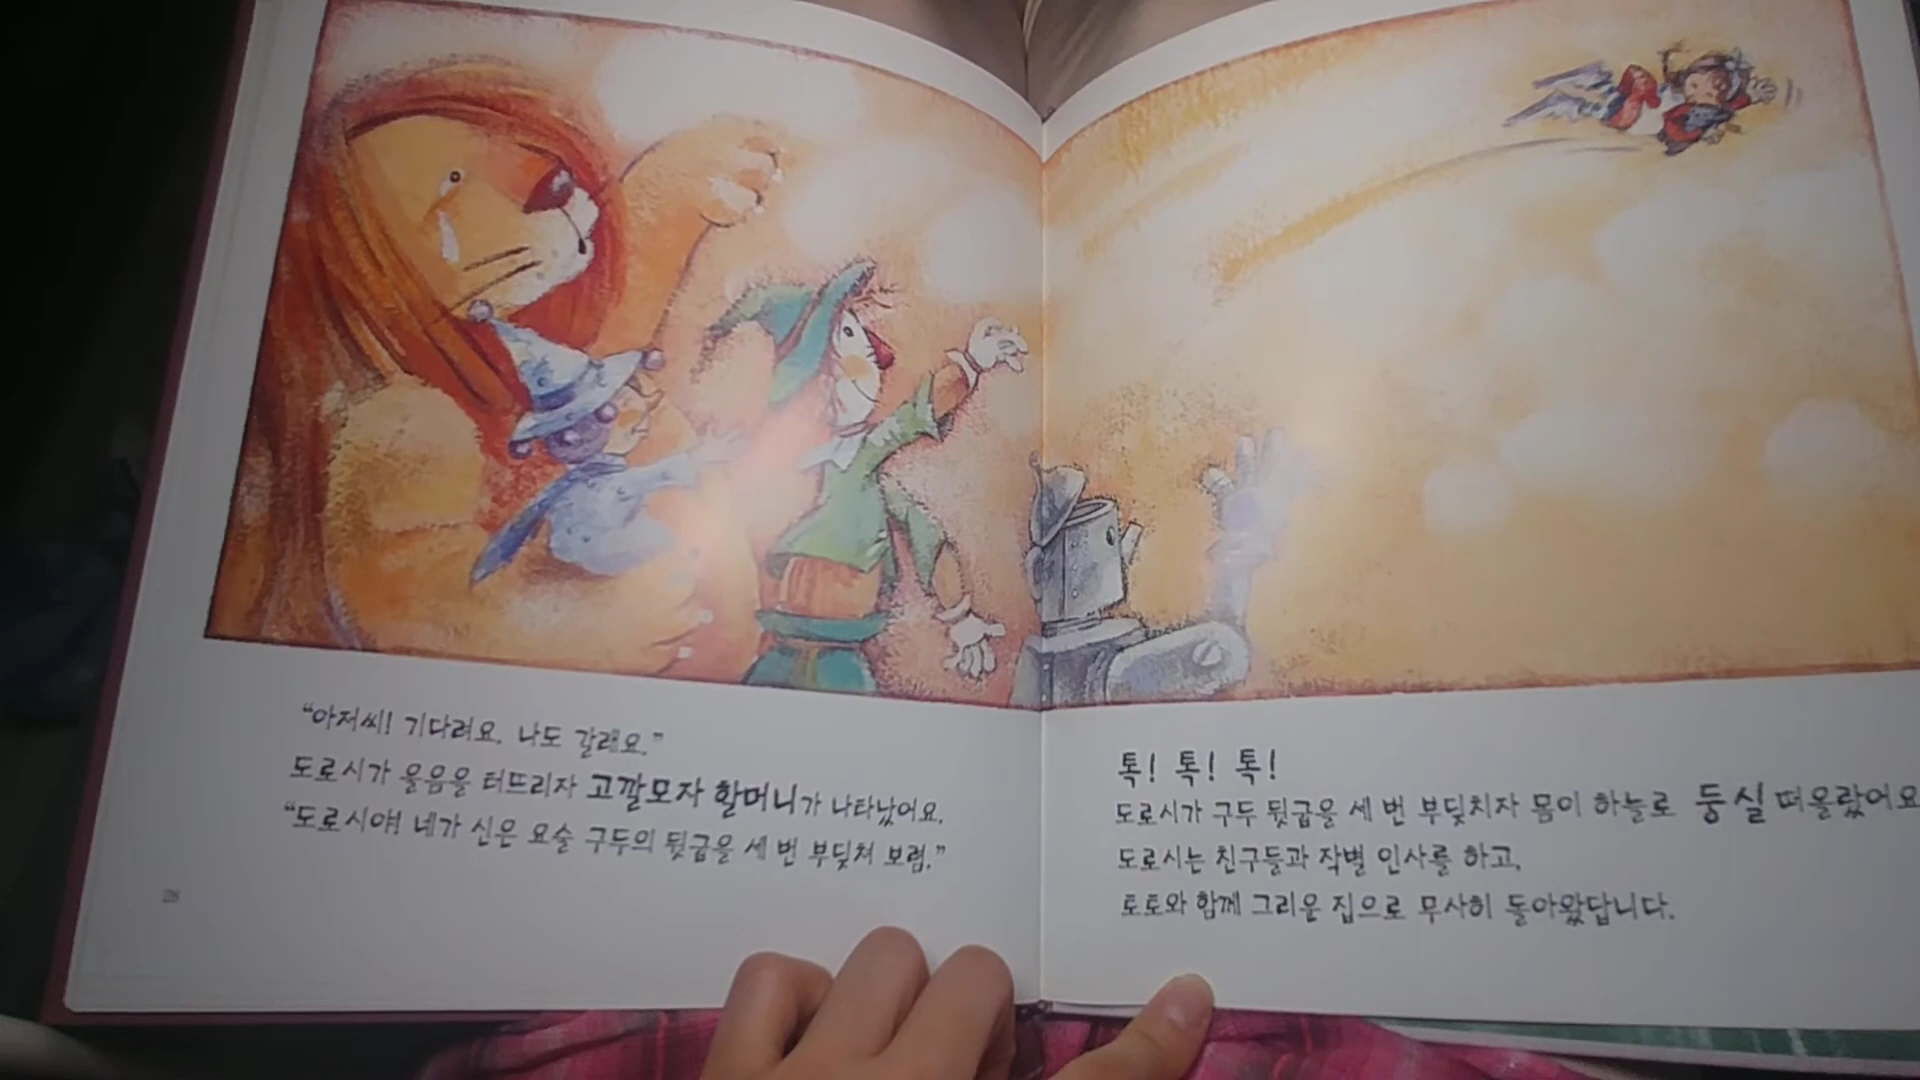 “아저씨! 기다려요. 나도 갈래요.”
도로시가 울음을 터뜨리자 고깔모자 할머니가 나타났어요.
“도로시야! 네가 신은 요술 구두의 뒷굽을 세 번 부딪쳐 보렴.”
28
톡! 톡! 톡!
도로시가 구두 뒷굽을 세 번 부딪치자 몸이 하늘로 둥실 떠올랐어요
도로시는 친구들과 작별 인사를 하고,
토토와 함께 그리운 집으로 무사히 돌아왔답니다.